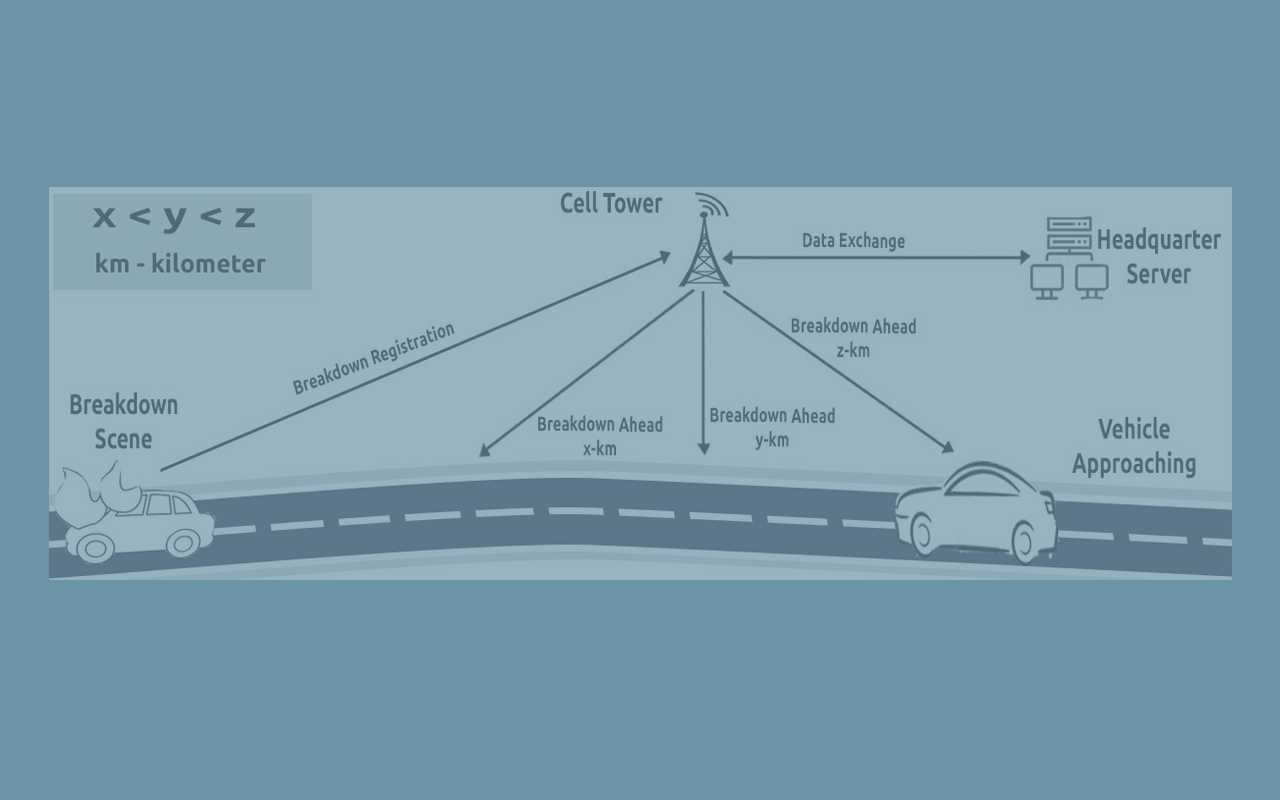 x < y < z
km - kilometer
Cell Tower
Data Exchange
Headquarter
Server
Breakdown Registration
Breakdown Ahead
z-km
Breakdown
Scene
Breakdown Ahead
x-km
Breakdown Ahead
y-km
Vehicle
Approaching